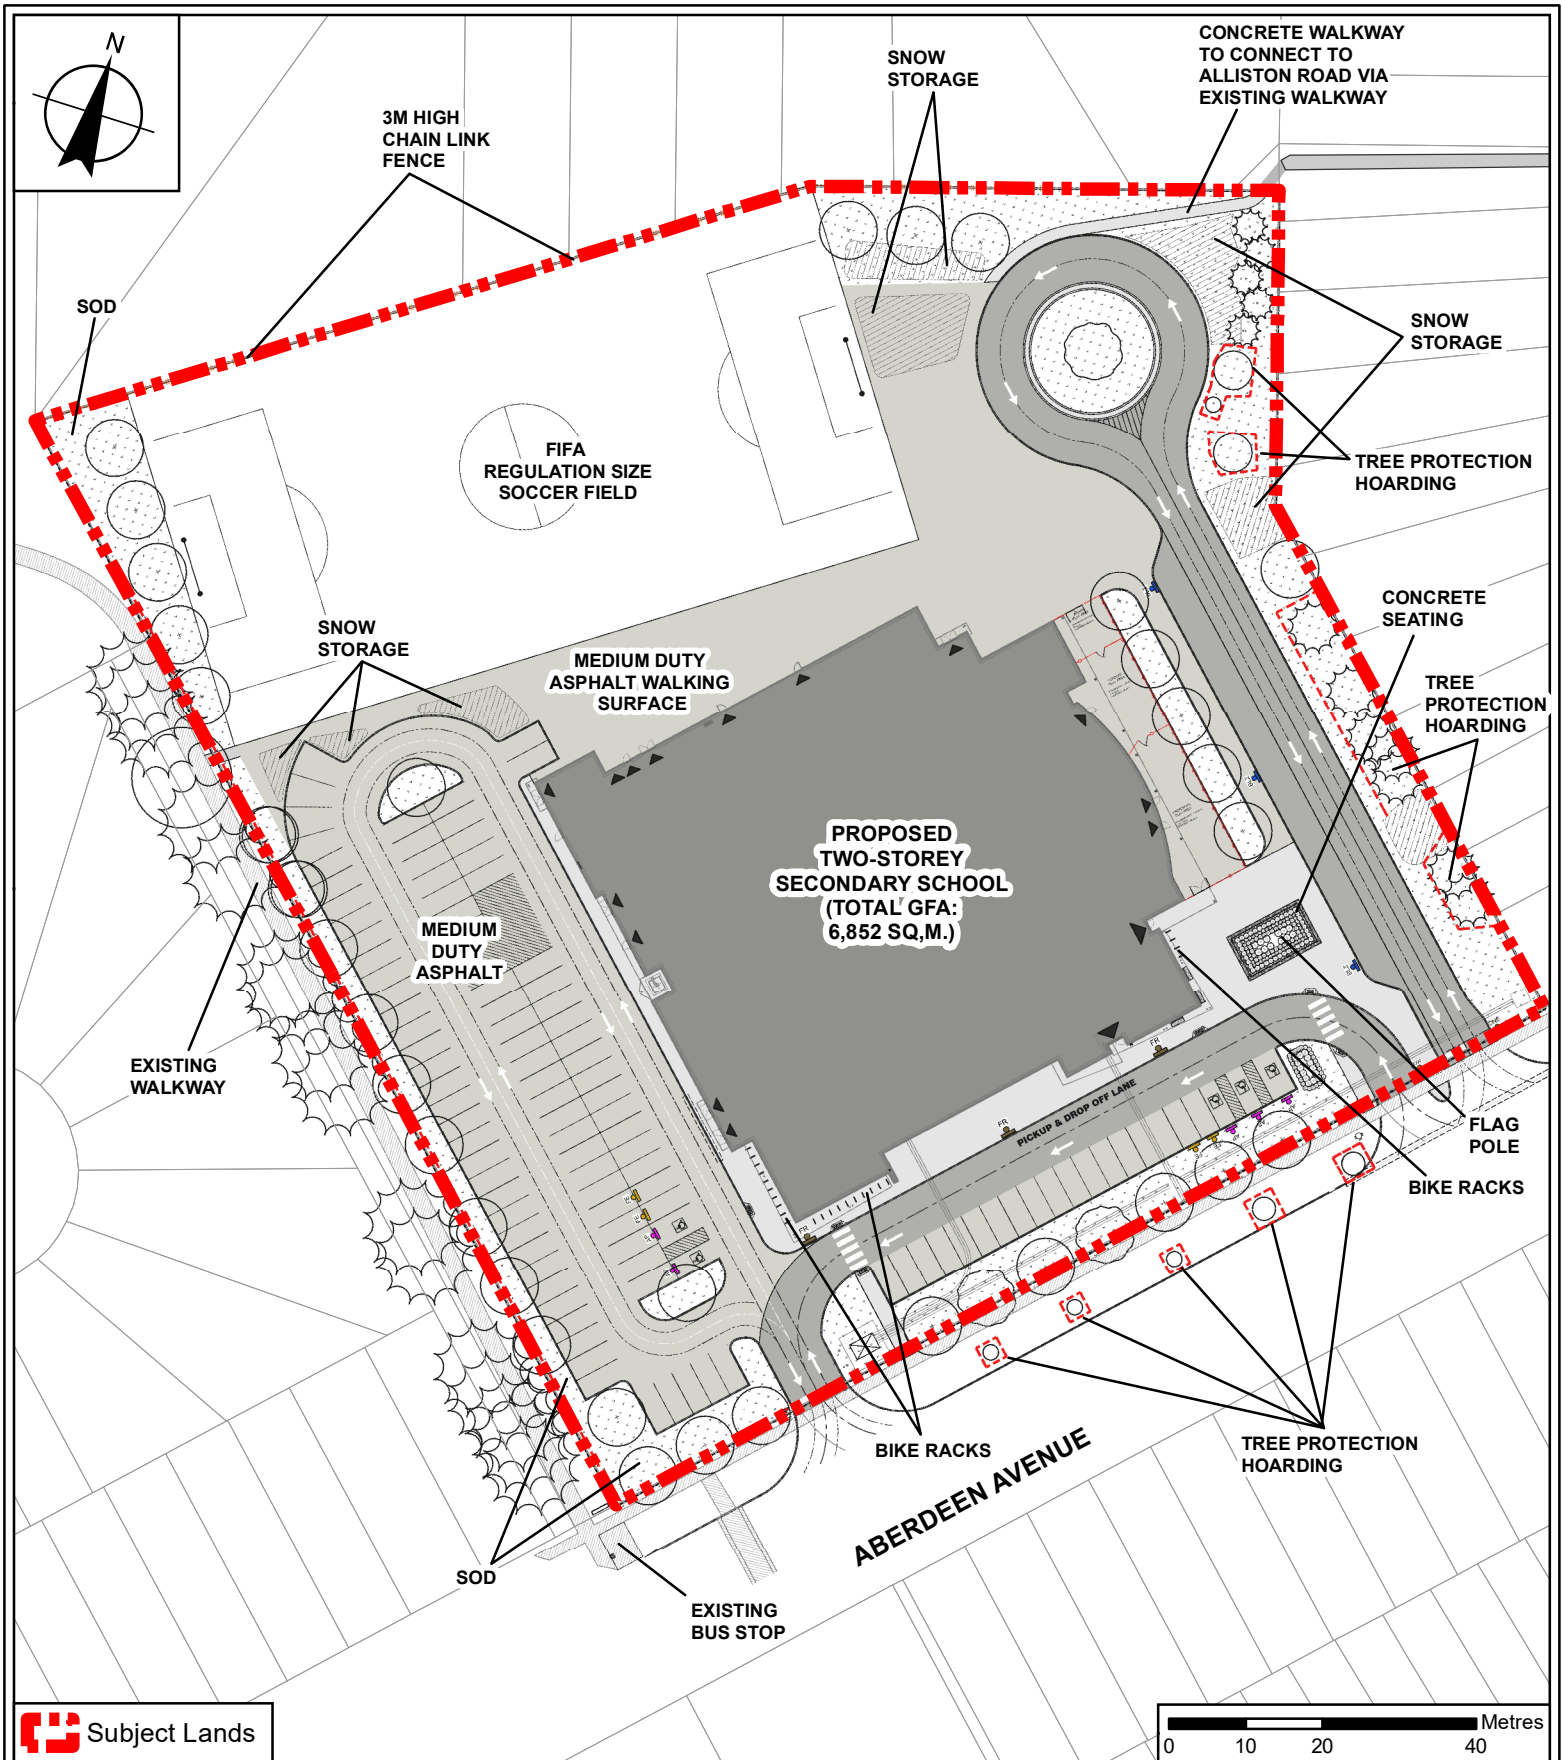 N
SNOW
STORAGE
CONCRETE WALKWAY
TO CONNECT TO
ALLISTON ROAD VIA
EXISTING WALKWAY
3M HIGH
CHAIN LINK
FENCE
SOD
SNOW
STORAGE
FIFA
REGULATION SIZE
SOCCER FIELD
TREE PROTECTION
HOARDING
CONCRETE
SEATING
SNOW
STORAGE
MEDIUM DUTY
ASPHALT WALKING
SURFACE
TREE
PROTECTION
HOARDING
PROPOSED
TWO-STOREY
SECONDARY SCHOOL
(TOTAL GFA:
6,852 SQ,M.)
MEDIUM
DUTY
ASPHALT
EXISTING
WALKWAY
FR
FR
FR
PICKUP & DROP OFF LANE
FLAG
POLE
BIKE RACKS
BIKE RACKS
TREE PROTECTION
HOARDING
ABERDEEN AVENUE
SOD
EXISTING
BUS STOP
Subject Lands
Metres
0 10 20 40